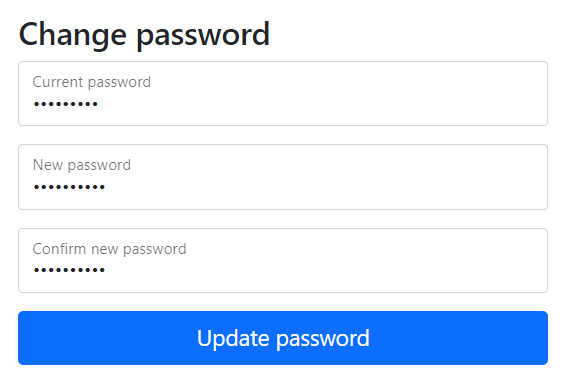 Change password
Current password
•••••••••
New password
••••••••••
Confirm new password
••••••••••
Update password